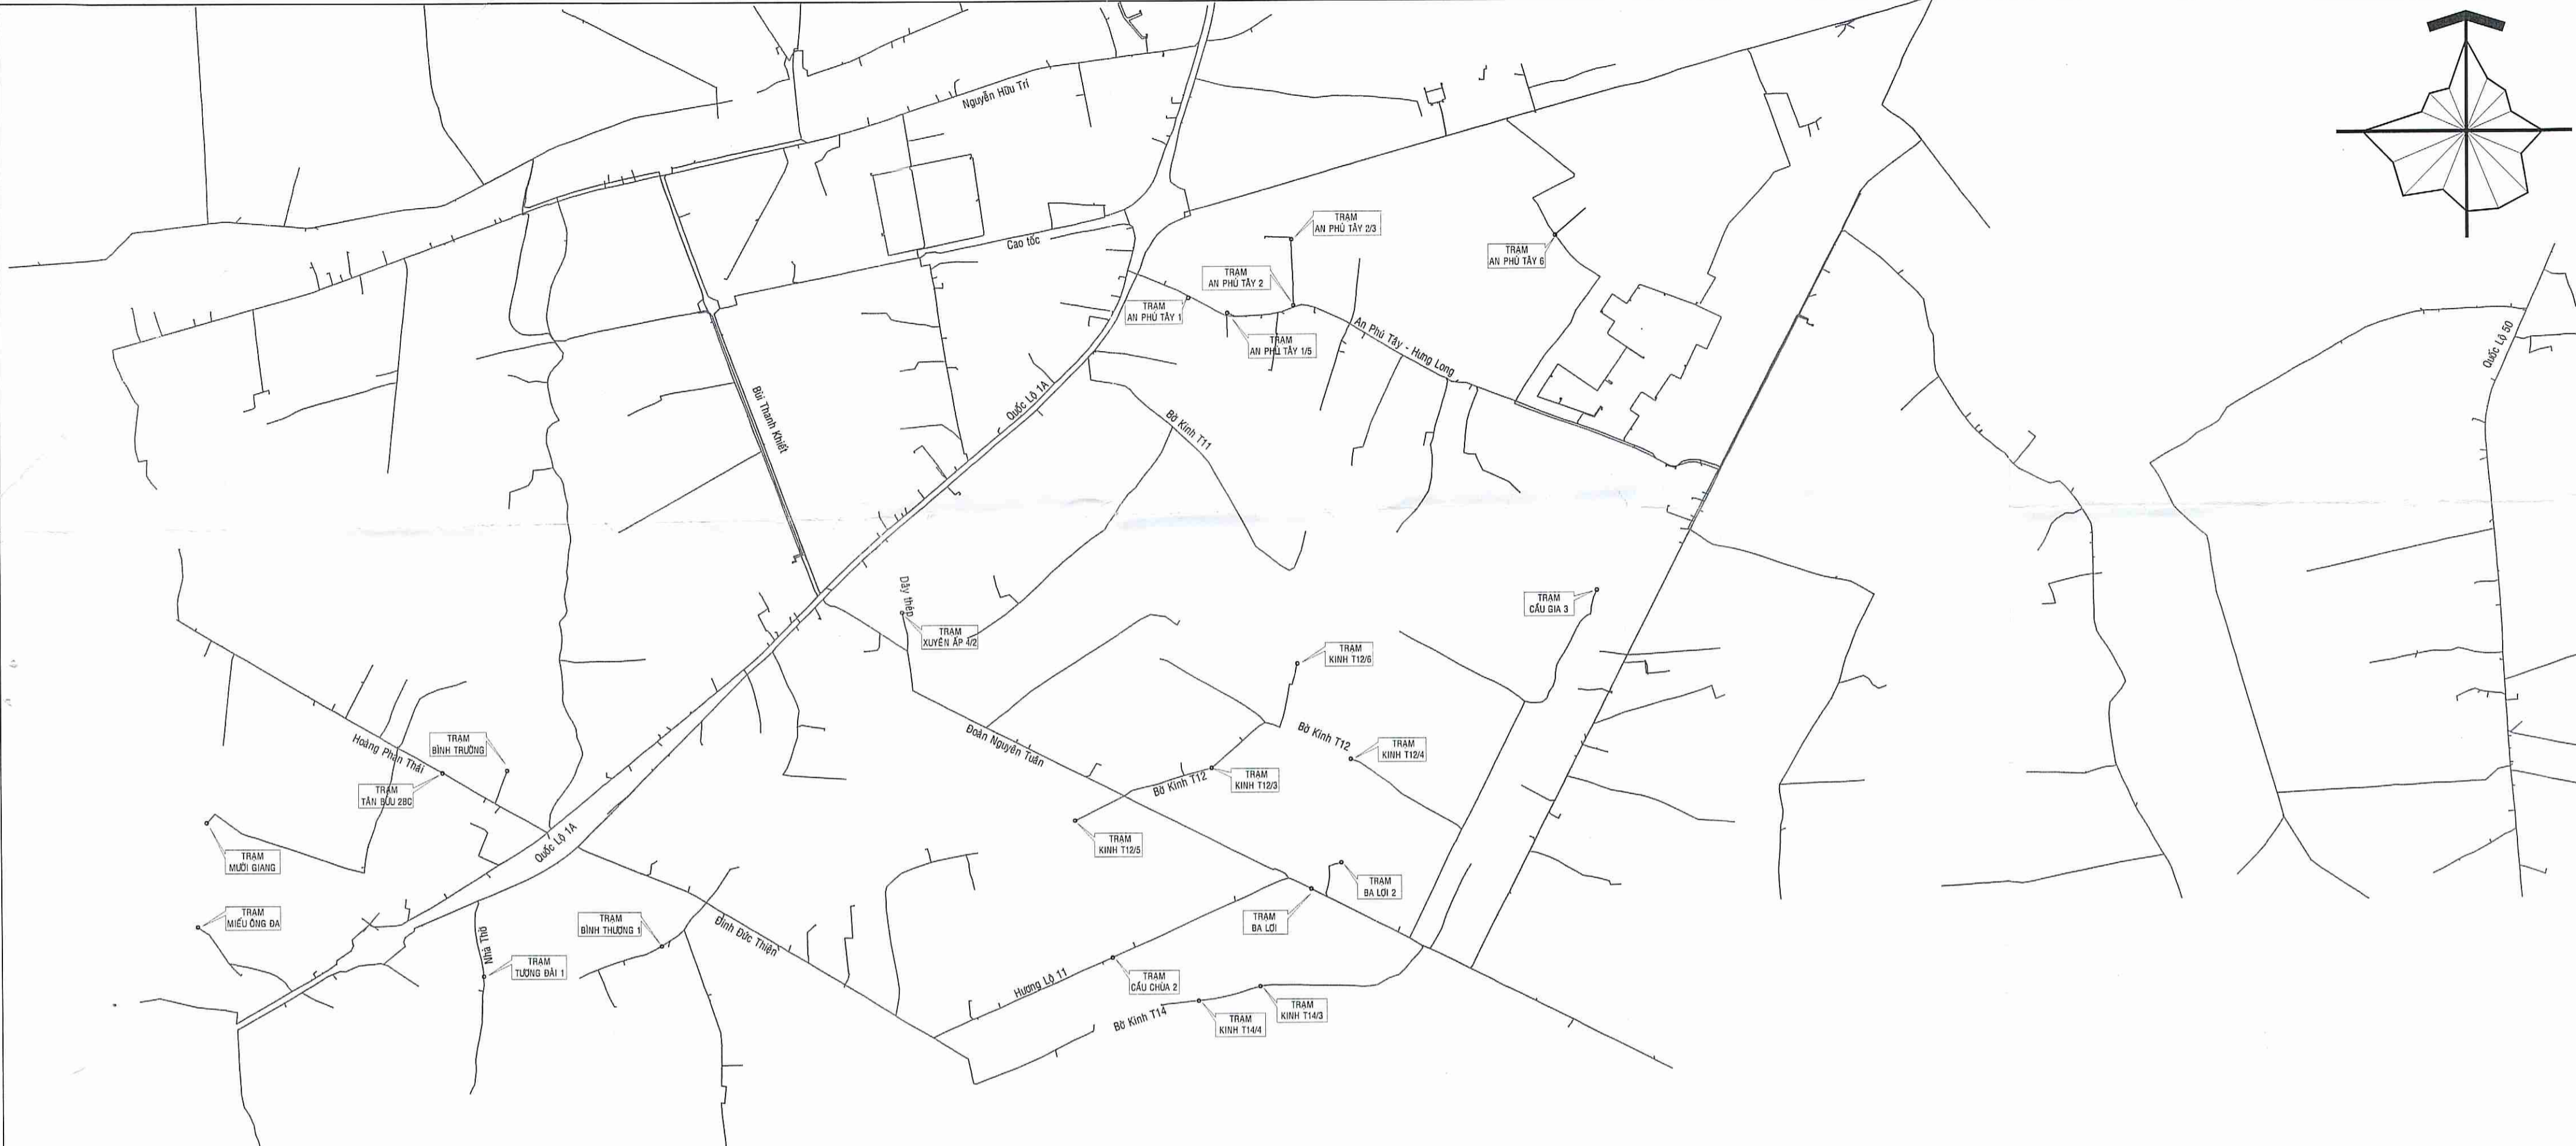 Nguyễn Hữu Trí
Cao tốc
TRẠM
AN PHÚ TÂY 2/3
TRẠM
AN PHÚ TÂY 6
TRẠM
AN PHÚ TÂY 2
TRẠM
AN PHÚ TÂY 1
TRẠM
AN PHÚ TÂY 1/5
An Phú Tây - Hưng Long
Quốc Lộ 50
Bùi Thanh Khiết
Quốc Lộ 1A
Bờ Kinh T11
Dây thép
TRẠM
XUYÊN ẤP 4/2
TRẠM
CẦU GIA 3
TRẠM
KINH T12/6
Hoàng Phan Thái
TRẠM
BÌNH TRƯỜNG
TRẠM
TÂN BỬU 2BC
Đoàn Nguyên Tuấn
Bờ Kinh T12
TRẠM
KINH T12/4
Bờ Kinh T12
TRẠM
KINH T12/3
TRẠM
KINH T12/5
Quốc Lộ 1A
TRẠM
MƯỜI GIANG
TRẠM
BA LỢI 2
TRẠM
BA LỢI
TRẠM
MIẾU ÔNG ĐA
TRẠM
BÌNH THƯỢNG 1
Đinh Đức Thiện
Nhà Thờ
TRẠM
TƯỢNG ĐÀI 1
Hương Lộ 11
TRẠM
CẦU CHÙA 2
Bờ Kinh T14
TRẠM
KINH T14/4
TRẠM
KINH T14/3